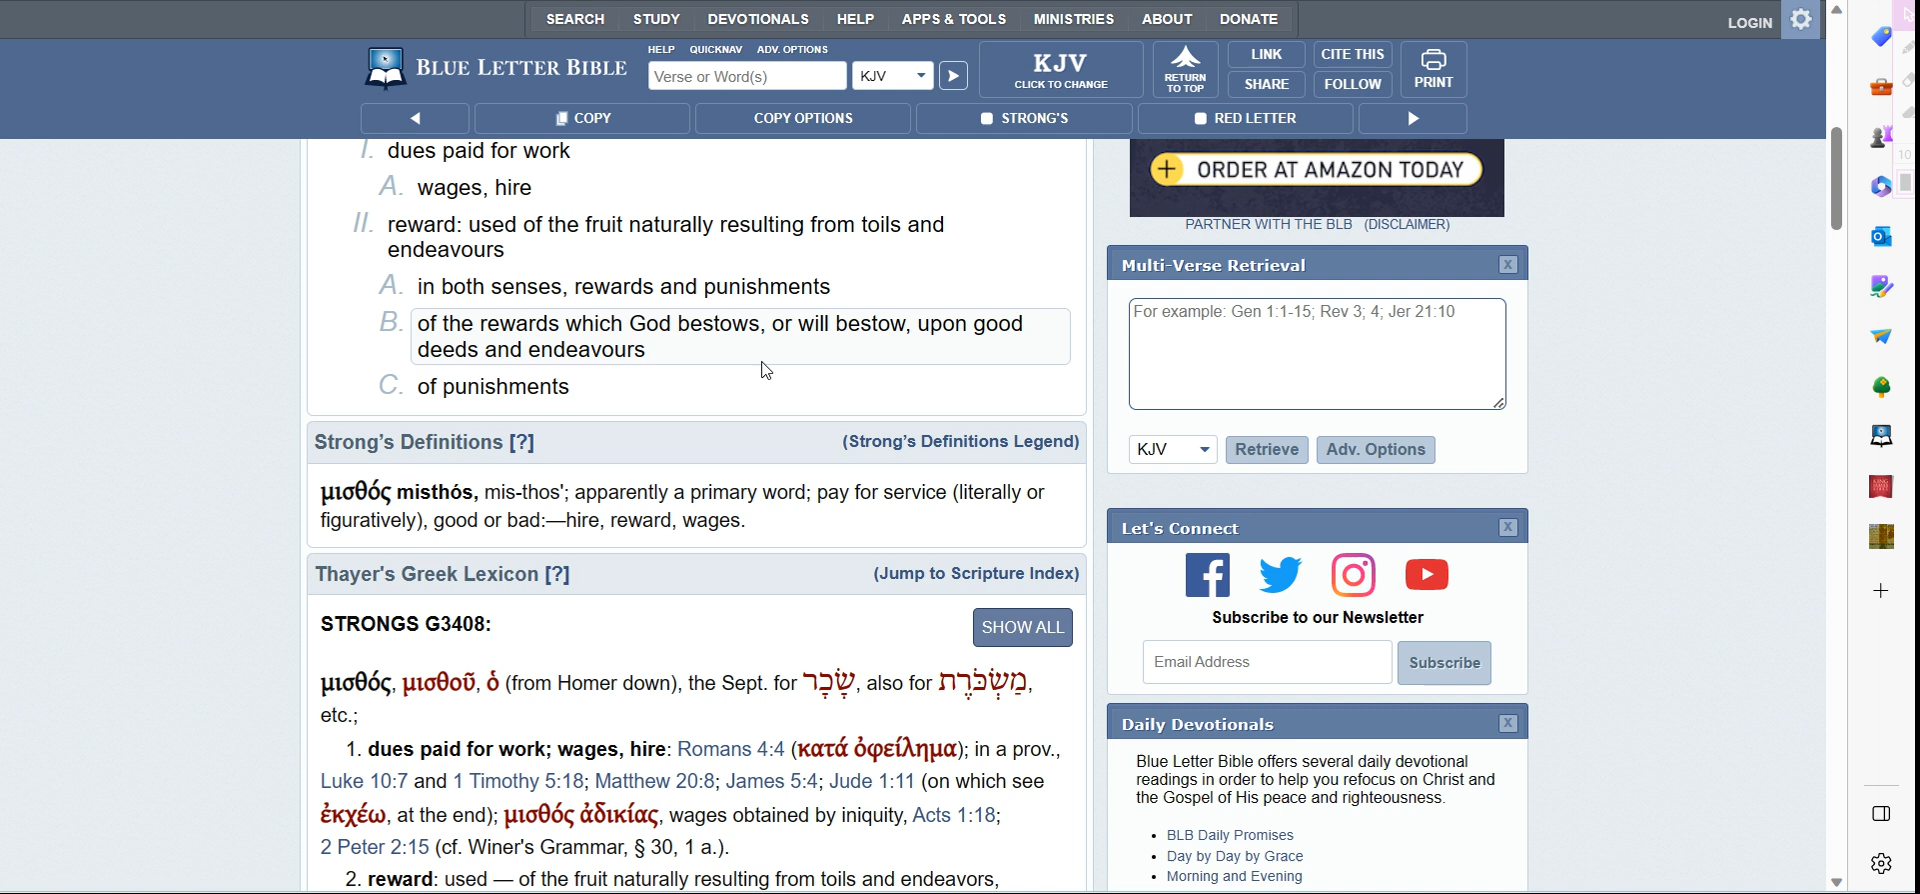 SEARCH STUDY DEVOTIONALS HELP APPS & TOOLS MINISTRIES ABOUT DONATE
LOGIN
HELP QUICKNAV ADV. OPTIONS
BLUE LETTER BIBLE
Verse or Word(s)
KJV
KJV
CLICK TO CHANGE
RETURN
TO TOP
LINK
CITE THIS
SHARE
FOLLOW
PRINT
COPY
COPY OPTIONS
STRONG'S
RED LETTER
I. dues paid for work
A. wages, hire
II. reward: used of the fruit naturally resulting from toils and
endeavours
A. in both senses, rewards and punishments
B. of the rewards which God bestows, or will bestow, upon good
deeds and endeavours
C. of punishments
Strong's Definitions [?]
(Strong's Definitions Legend)
μισθός misthós, mis-thos'; apparently a primary word; pay for service (literally or
figuratively), good or bad:—hire, reward, wages.
Thayer's Greek Lexicon [?]
(Jump to Scripture Index)
STRONGS G3408:
SHOW ALL
μισθός, μισθοῦ, ὁ (from Homer down), the Sept. for שָׂכָר, also for מַשְׂכֹּרֶת,
etc.;
1. dues paid for work; wages, hire: Romans 4:4 (κατά ὀφείλημα); in a prov.,
Luke 10:7 and 1 Timothy 5:18; Matthew 20:8; James 5:4; Jude 1:11 (on which see
ἐκχέω, at the end); μισθός ἀδικίας, wages obtained by iniquity, Acts 1:18;
2 Peter 2:15 (cf. Winer's Grammar, § 30, 1 a.).
2. reward: used — of the fruit naturally resulting from toils and endeavors,
ORDER AT AMAZON TODAY
PARTNER WITH THE BLB (DISCLAIMER)
Multi-Verse Retrieval
X
For example: Gen 1:1-15; Rev 3; 4; Jer 21:10
KJV
Retrieve
Adv. Options
Let's Connect
X
Subscribe to our Newsletter
Email Address
Subscribe
Daily Devotionals
X
Blue Letter Bible offers several daily devotional
readings in order to help you refocus on Christ and
the Gospel of His peace and righteousness.
• BLB Daily Promises
• Day by Day by Grace
• Morning and Evening
10